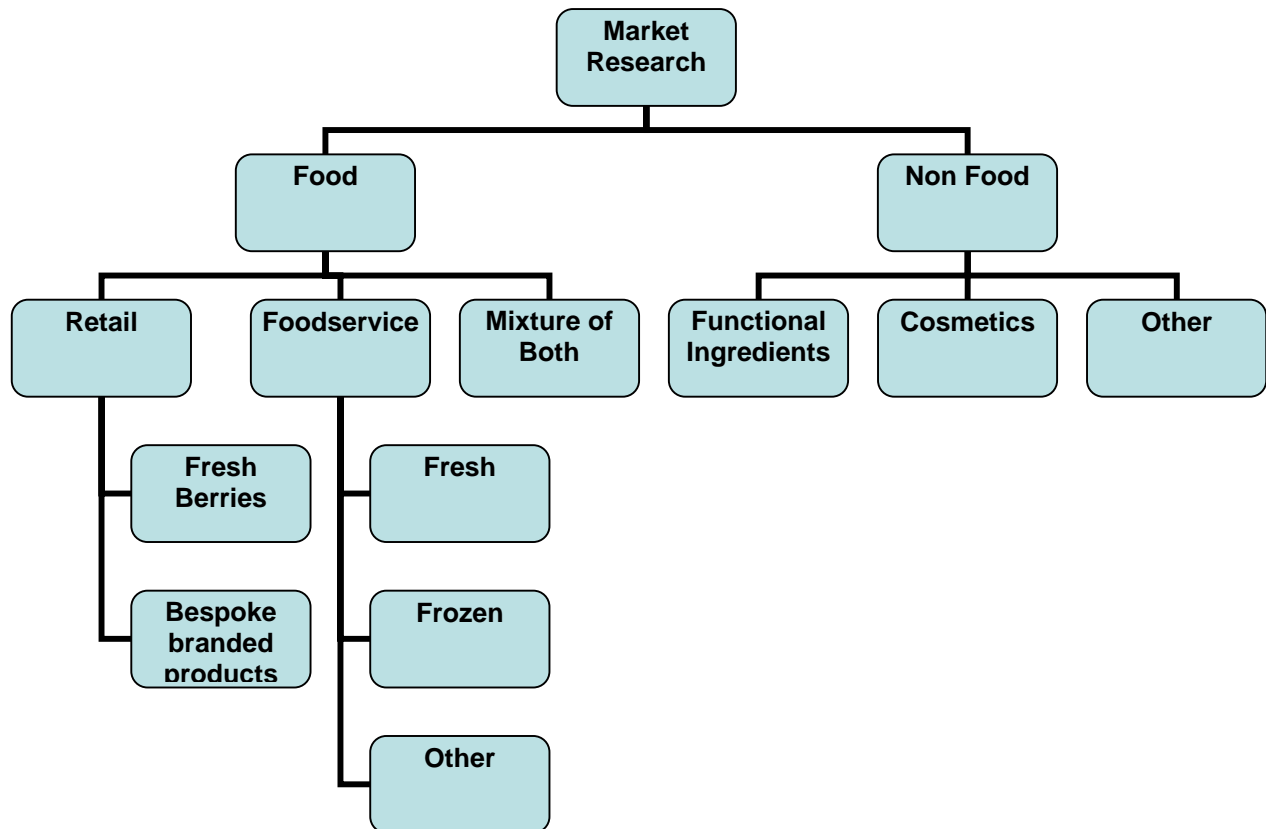 Market
Research
Food
Non Food
Retail
Foodservice
Mixture of
Both
Functional
Ingredients
Cosmetics
Other
Fresh
Berries
Fresh
Bespoke
branded
products
Frozen
Other